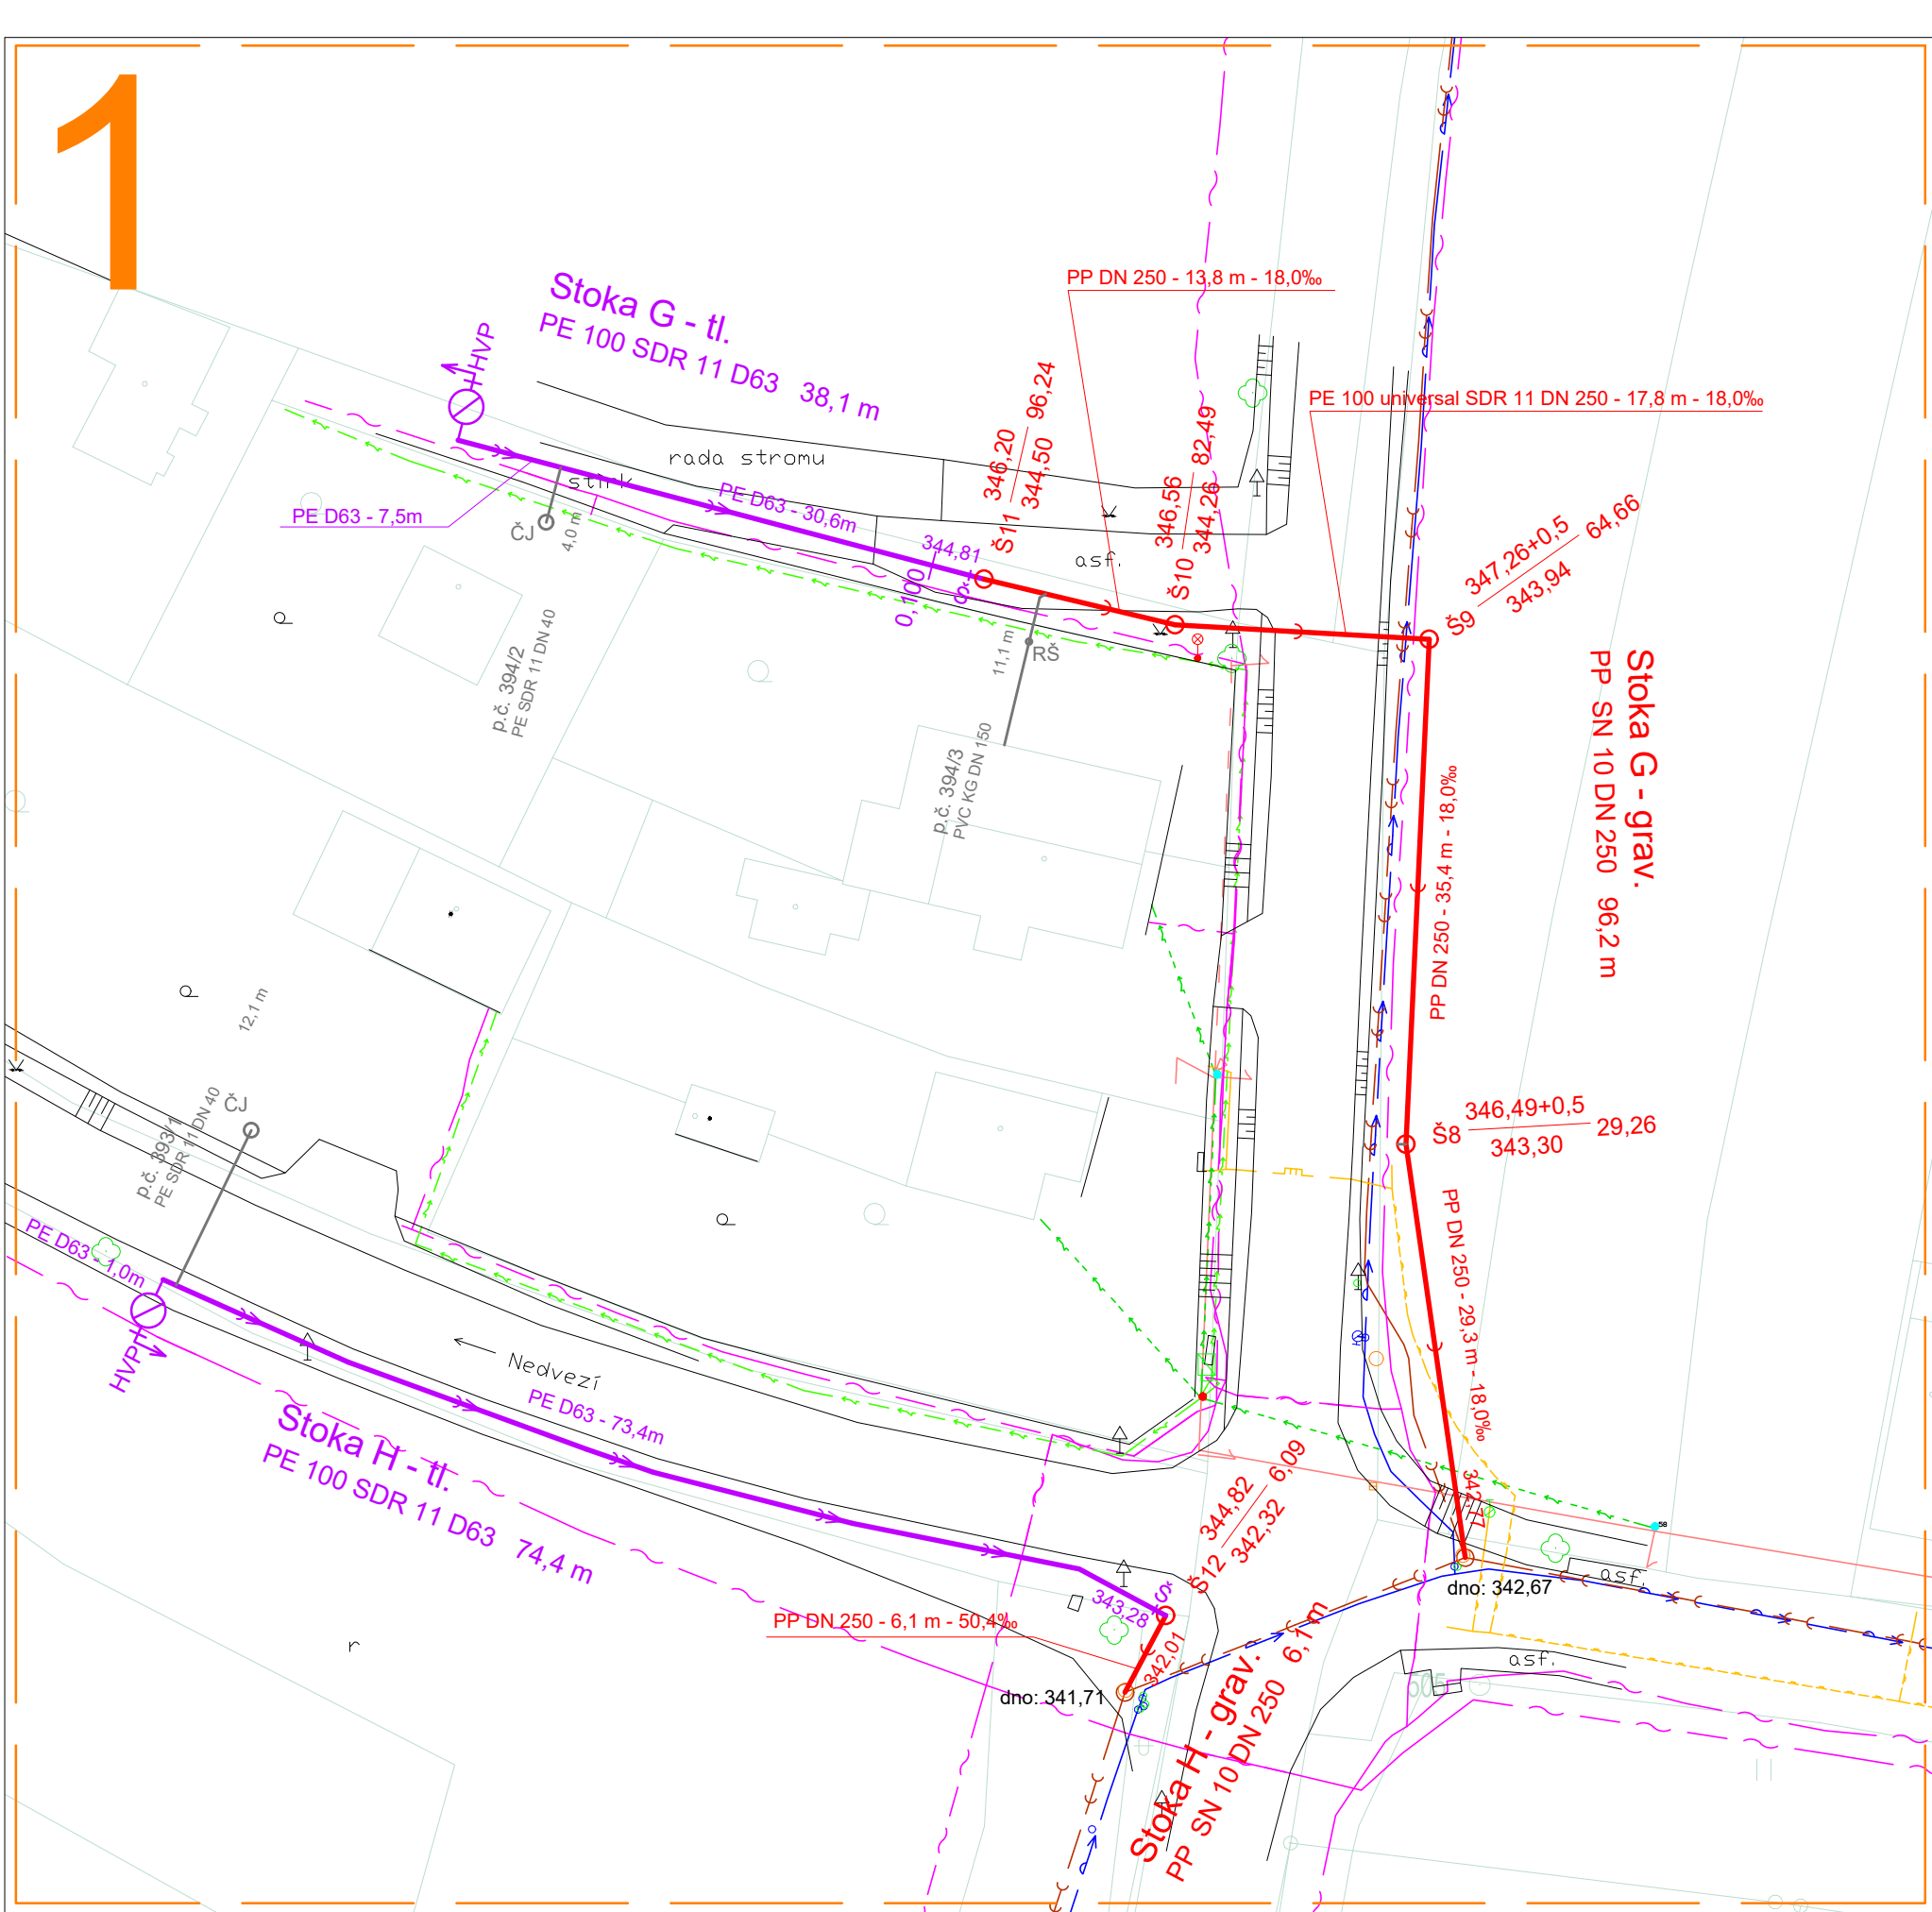 1
Stoka G - tl.
PE 100 SDR 11 D63 38,1 m
HVP
PE D63 - 7,5m
PE D63 - 30,6m
rada stromu
ČJ
4,0 m
344,81
0,100
Š11 346,20 96,24
344,50
Š10 346,56 82,49
344,26
asf.
PP DN 250 - 13,8 m - 18,0‰
PE 100 universal SDR 11 DN 250 - 17,8 m - 18,0‰
Š9 347,26+0,5 64,66
343,94
Stoka G - grav.
PP SN 10 DN 250 96,2 m
11,1 m
RŠ
p.č. 394/2
PE SDR 11 DN 40
p.č. 394/3
PVC KG DN 150
PP DN 250 - 35,4 m - 18,0‰
Š8 346,49+0,5 29,26
343,30
PP DN 250 - 29,3 m - 18,0‰
342,77
dno: 342,67
58
asf.
asf.
605
12,1 m
ČJ
p.č. 393/1
PE SDR 11 DN 40
PE D63 - 1,0m
HVP
Nedvezí
PE D63 - 73,4m
Stoka H - tl.
PE 100 SDR 11 D63 74,4 m
Š12 344,82 6,09
342,32
343,28
PP DN 250 - 6,1 m - 50,4‰
342,01
dno: 341,71
Stoka H - grav.
PP SN 10 DN 250 6,1 m
r